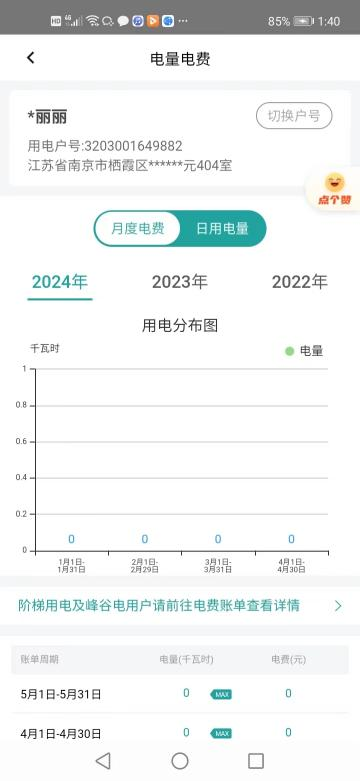 HD 4G 85% 1:40
电量电费
*丽丽
切换户号
用电户号:3203001649882
江苏省南京市栖霞区******元404室
点个赞
月度电费 日用电量
2024年 2023年 2022年
用电分布图
千瓦时 电量
1
0.8
0.6
0.4
0.2
0
0 0 0 0
1月1日- 2月1日- 3月1日- 4月1日-
1月31日 2月29日 3月31日 4月30日
阶梯用电及峰谷电用户请前往电费账单查看详情
账单周期 电量(千瓦时) 电费(元)
5月1日-5月31日 0 MAX 0
4月1日-4月30日 0 MAX 0